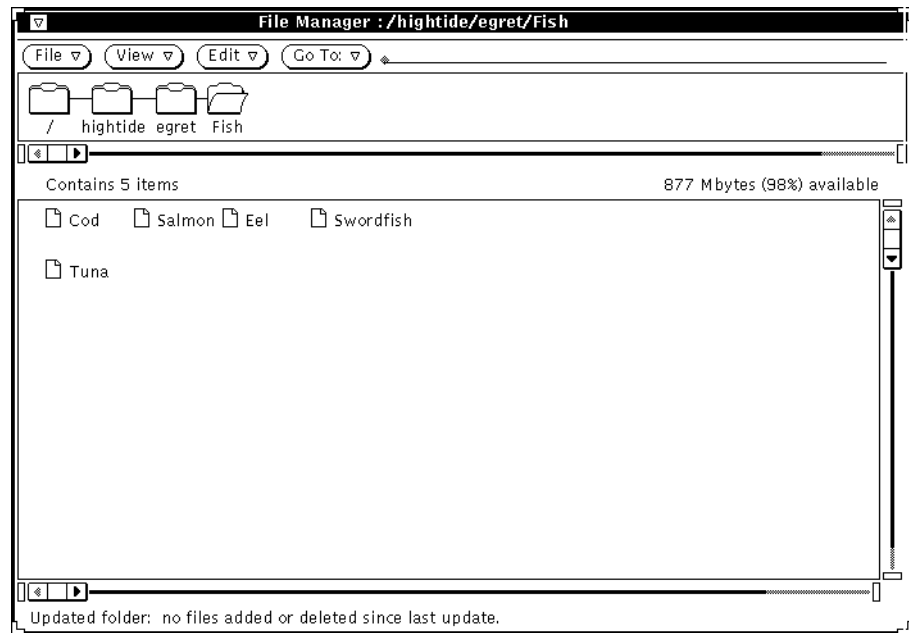 File Manager : /hightide/egret/Fish
File View Edit Go To:
/ hightide egret Fish
Contains 5 items 877 Mbytes (98%) available
Cod Salmon Eel Swordfish
Tuna
Updated folder: no files added or deleted since last update.